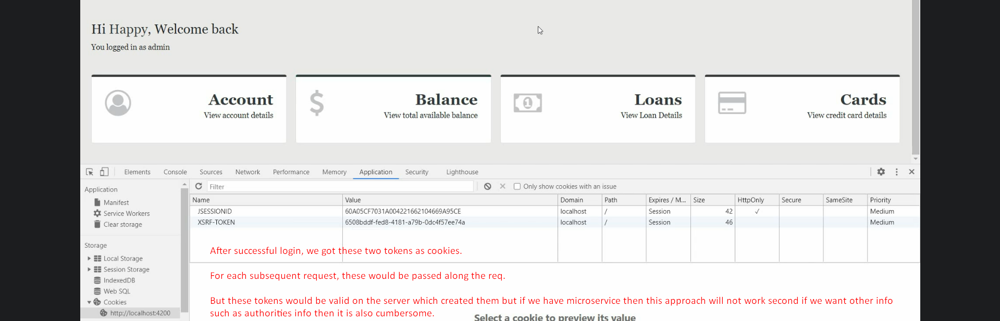 Hi Happy, Welcome back
You logged in as admin
Account
View account details
Balance
View total available balance
Loans
View Loan Details
1
Cards
View credit card details
Elements Console Sources Network Performance Memory Application Security Lighthouse
Application
Manifest
Service Workers
Clear storage
Storage
Local Storage
Session Storage
IndexedDB
Web SQL
Cookies
http://localhost:4200
Filter
Only show cookies with an issue
Name Value Domain Path Expires / M... Size HttpOnly Secure SameSite Priority
JSESSIONID 60A05CF7031A004221662104669A95CE localhost / Session 42 ✓ Medium
XSRF-TOKEN 6508bddf-fed8-4181-a79b-0dc4f57ee74a localhost / Session 46 Medium
After successful login, we got these two tokens as cookies.
For each subsequent request, these would be passed along the req.
But these tokens would be valid on the server which created them but if we have microservice then this approach will not work second if we want other info
such as authorities info then it is also cumbersome.
Select a cookie to preview its value